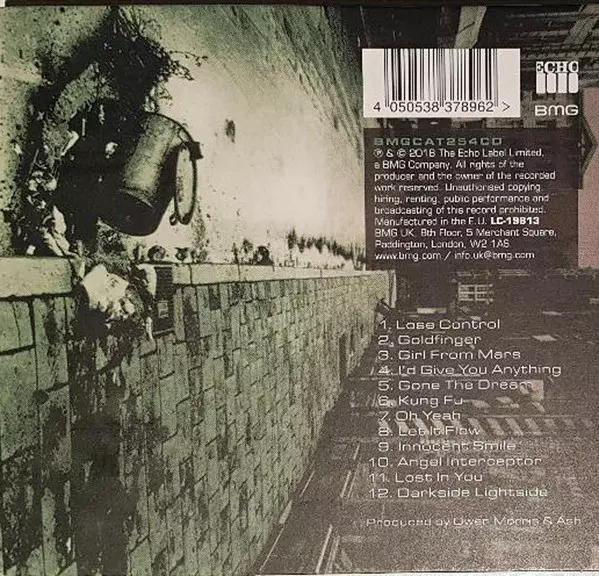 4 050538 378962 >
ECHO
BMG
BMGCAT254CD
℗ & © 2018 The Echo Label Limited,
a BMG Company. All rights of the
producer and the owner of the recorded
work reserved. Unauthorised copying,
hiring, renting, public performance and
broadcasting of this record prohibited.
Manufactured in the E.U. LC-19813
BMG UK, 8th Floor, 5 Merchant Square,
Paddington, London, W2 1AS
www.bmg.com / info.uk@bmg.com
1. Lose Control
2. Goldfinger
3. Girl From Mars
4. I'd Give You Anything
5. Gone The Dream
6. Kung Fu
7. Oh Yeah
8. Let It Flow
9. Innocent Smile
10. Angel Interceptor
11. Lost In You
12. Darkside Lightside
Produced by Owen Morris & Ash